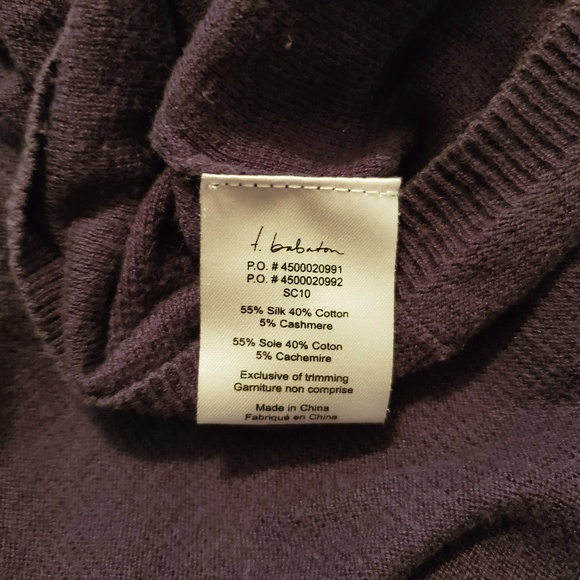 t. babaton
P.O. # 4500020991
P.O. # 4500020992
SC10
55% Silk 40% Cotton
5% Cashmere
55% Soie 40% Coton
5% Cachemire
Exclusive of trimming
Garniture non comprise
Made in China
Fabriqué en Chine